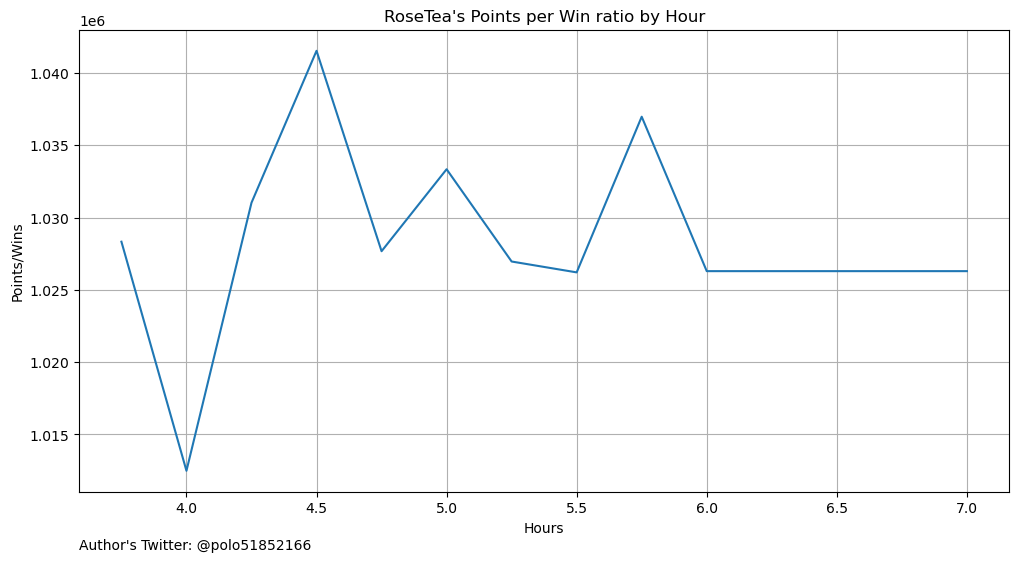 RoseTea's Points per Win ratio by Hour
1e6
1.040
1.035
1.030
1.025
1.020
1.015
Points/Wins
4.0 4.5 5.0 5.5 6.0 6.5 7.0
Hours
Author's Twitter: @polo51852166